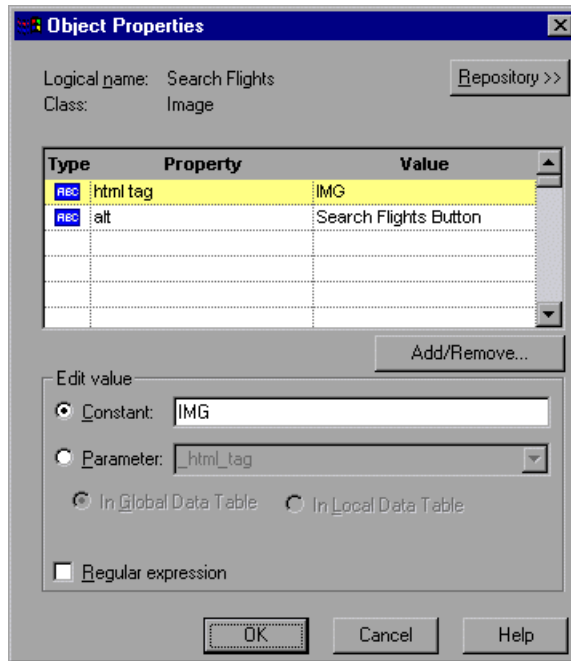 Object Properties
Logical name: Search Flights
Repository >>
Class: Image
Type Property Value
ABC html tag IMG
ABC alt Search Flights Button
Add/Remove...
Edit value
Constant: IMG
Parameter: _html_tag
In Global Data Table In Local Data Table
Regular expression
OK Cancel Help